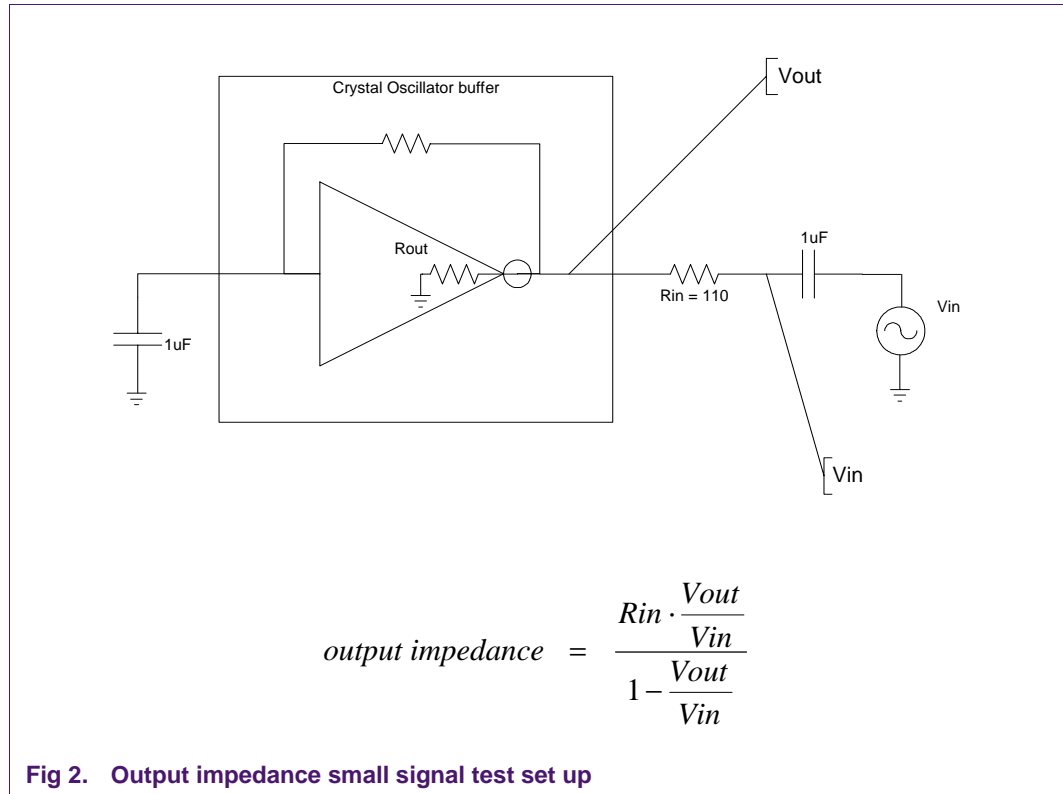 Vout
Crystal Oscillator buffer
Rout
1uF
Rin = 110
Vin
1uF
Vin
output impedance = Rin · Vout / Vin / 1 − Vout / Vin
Fig 2. Output impedance small signal test set up